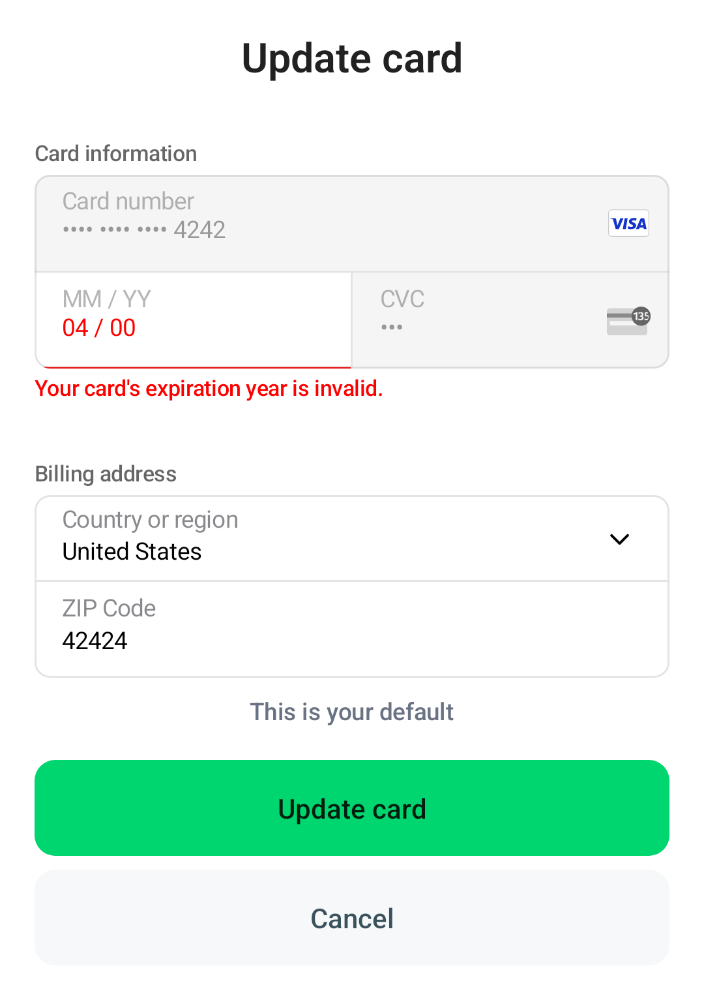 Update card
Card information
Card number
•••• •••• •••• 4242
VISA
MM / YY
04 / 00
CVC
•••
135
Your card's expiration year is invalid.
Billing address
Country or region
United States
ZIP Code
42424
This is your default
Update card
Cancel